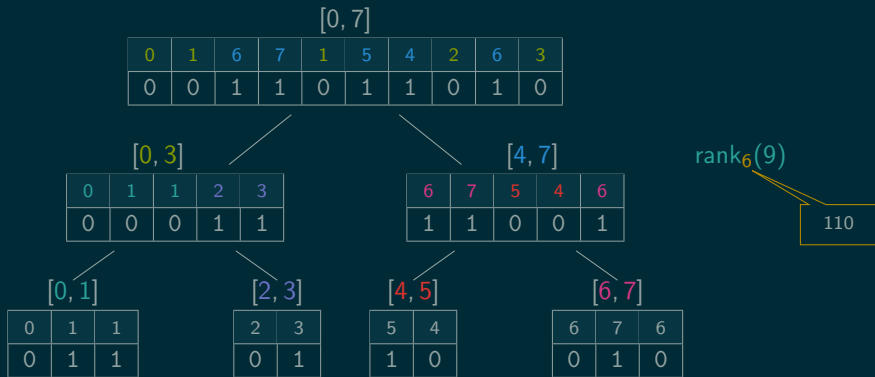 [0, 7]
0 1 6 7 1 5 4 2 6 3
0 0 1 1 0 1 1 0 1 0
[0, 3] [4, 7] rank₆(9)
0 1 1 2 3 6 7 5 4 6
0 0 0 1 1 1 1 0 0 1
110
[0, 1] [2, 3] [4, 5] [6, 7]
0 1 1 2 3 5 4 6 7 6
0 1 1 0 1 1 0 0 1 0